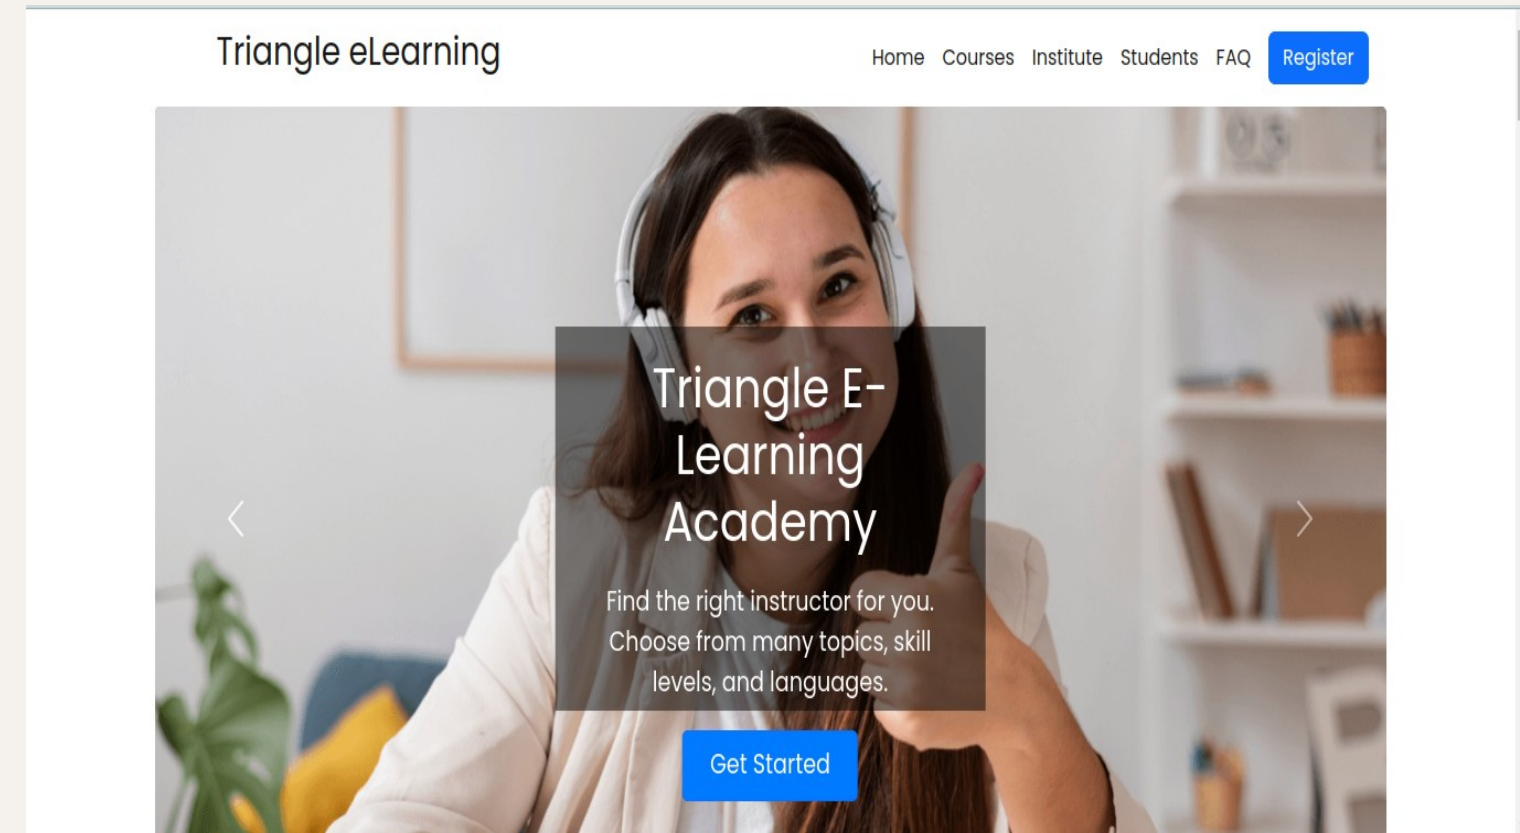 Triangle eLearning
Home Courses Institute Students FAQ Register
03
Triangle E-
Learning
Academy
Find the right instructor for you.
Choose from many topics, skill
levels, and languages.
Get Started